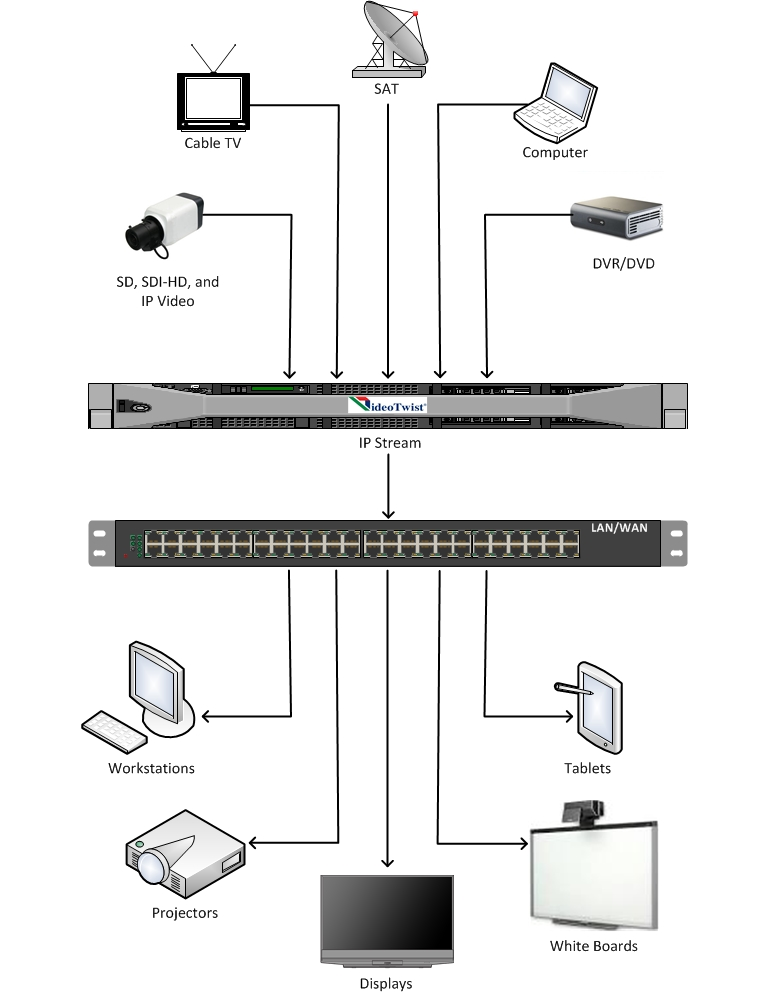 SAT
Cable TV
Computer
SD, SDI-HD, and
IP Video
DVR/DVD
VideoTwist
IP Stream
LAN/WAN
Workstations
Tablets
Projectors
White Boards
Displays